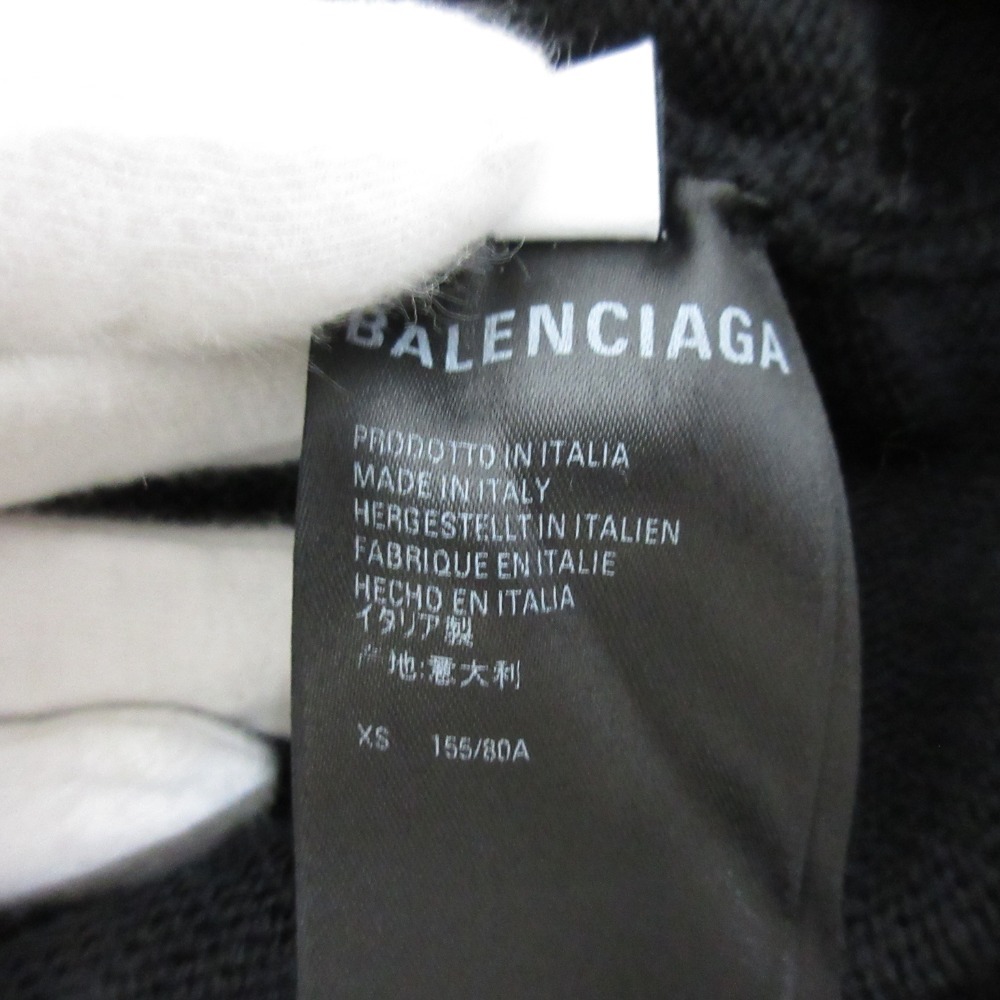 BALENCIAGA
PRODOTTO IN ITALIA
MADE IN ITALY
HERGESTELLT IN ITALIEN
FABRIQUE EN ITALIE
HECHO EN ITALIA
イタリア製
产地:意大利
XS 155/80A